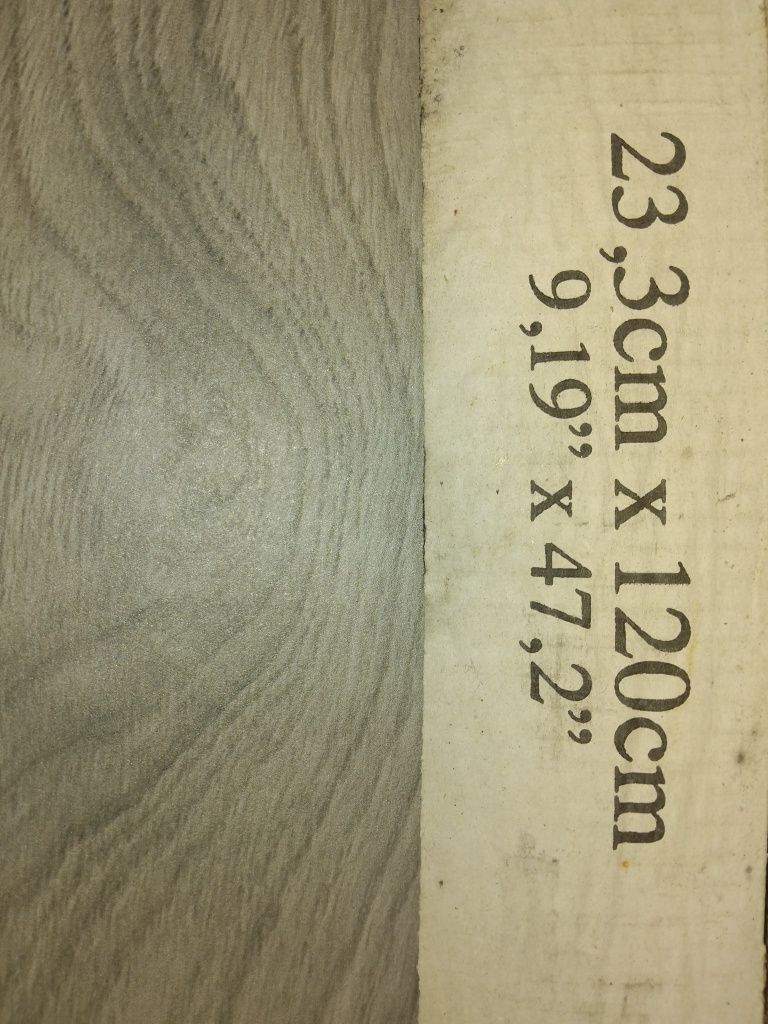 23,3cm x 120cm
9,19” x 47,2”